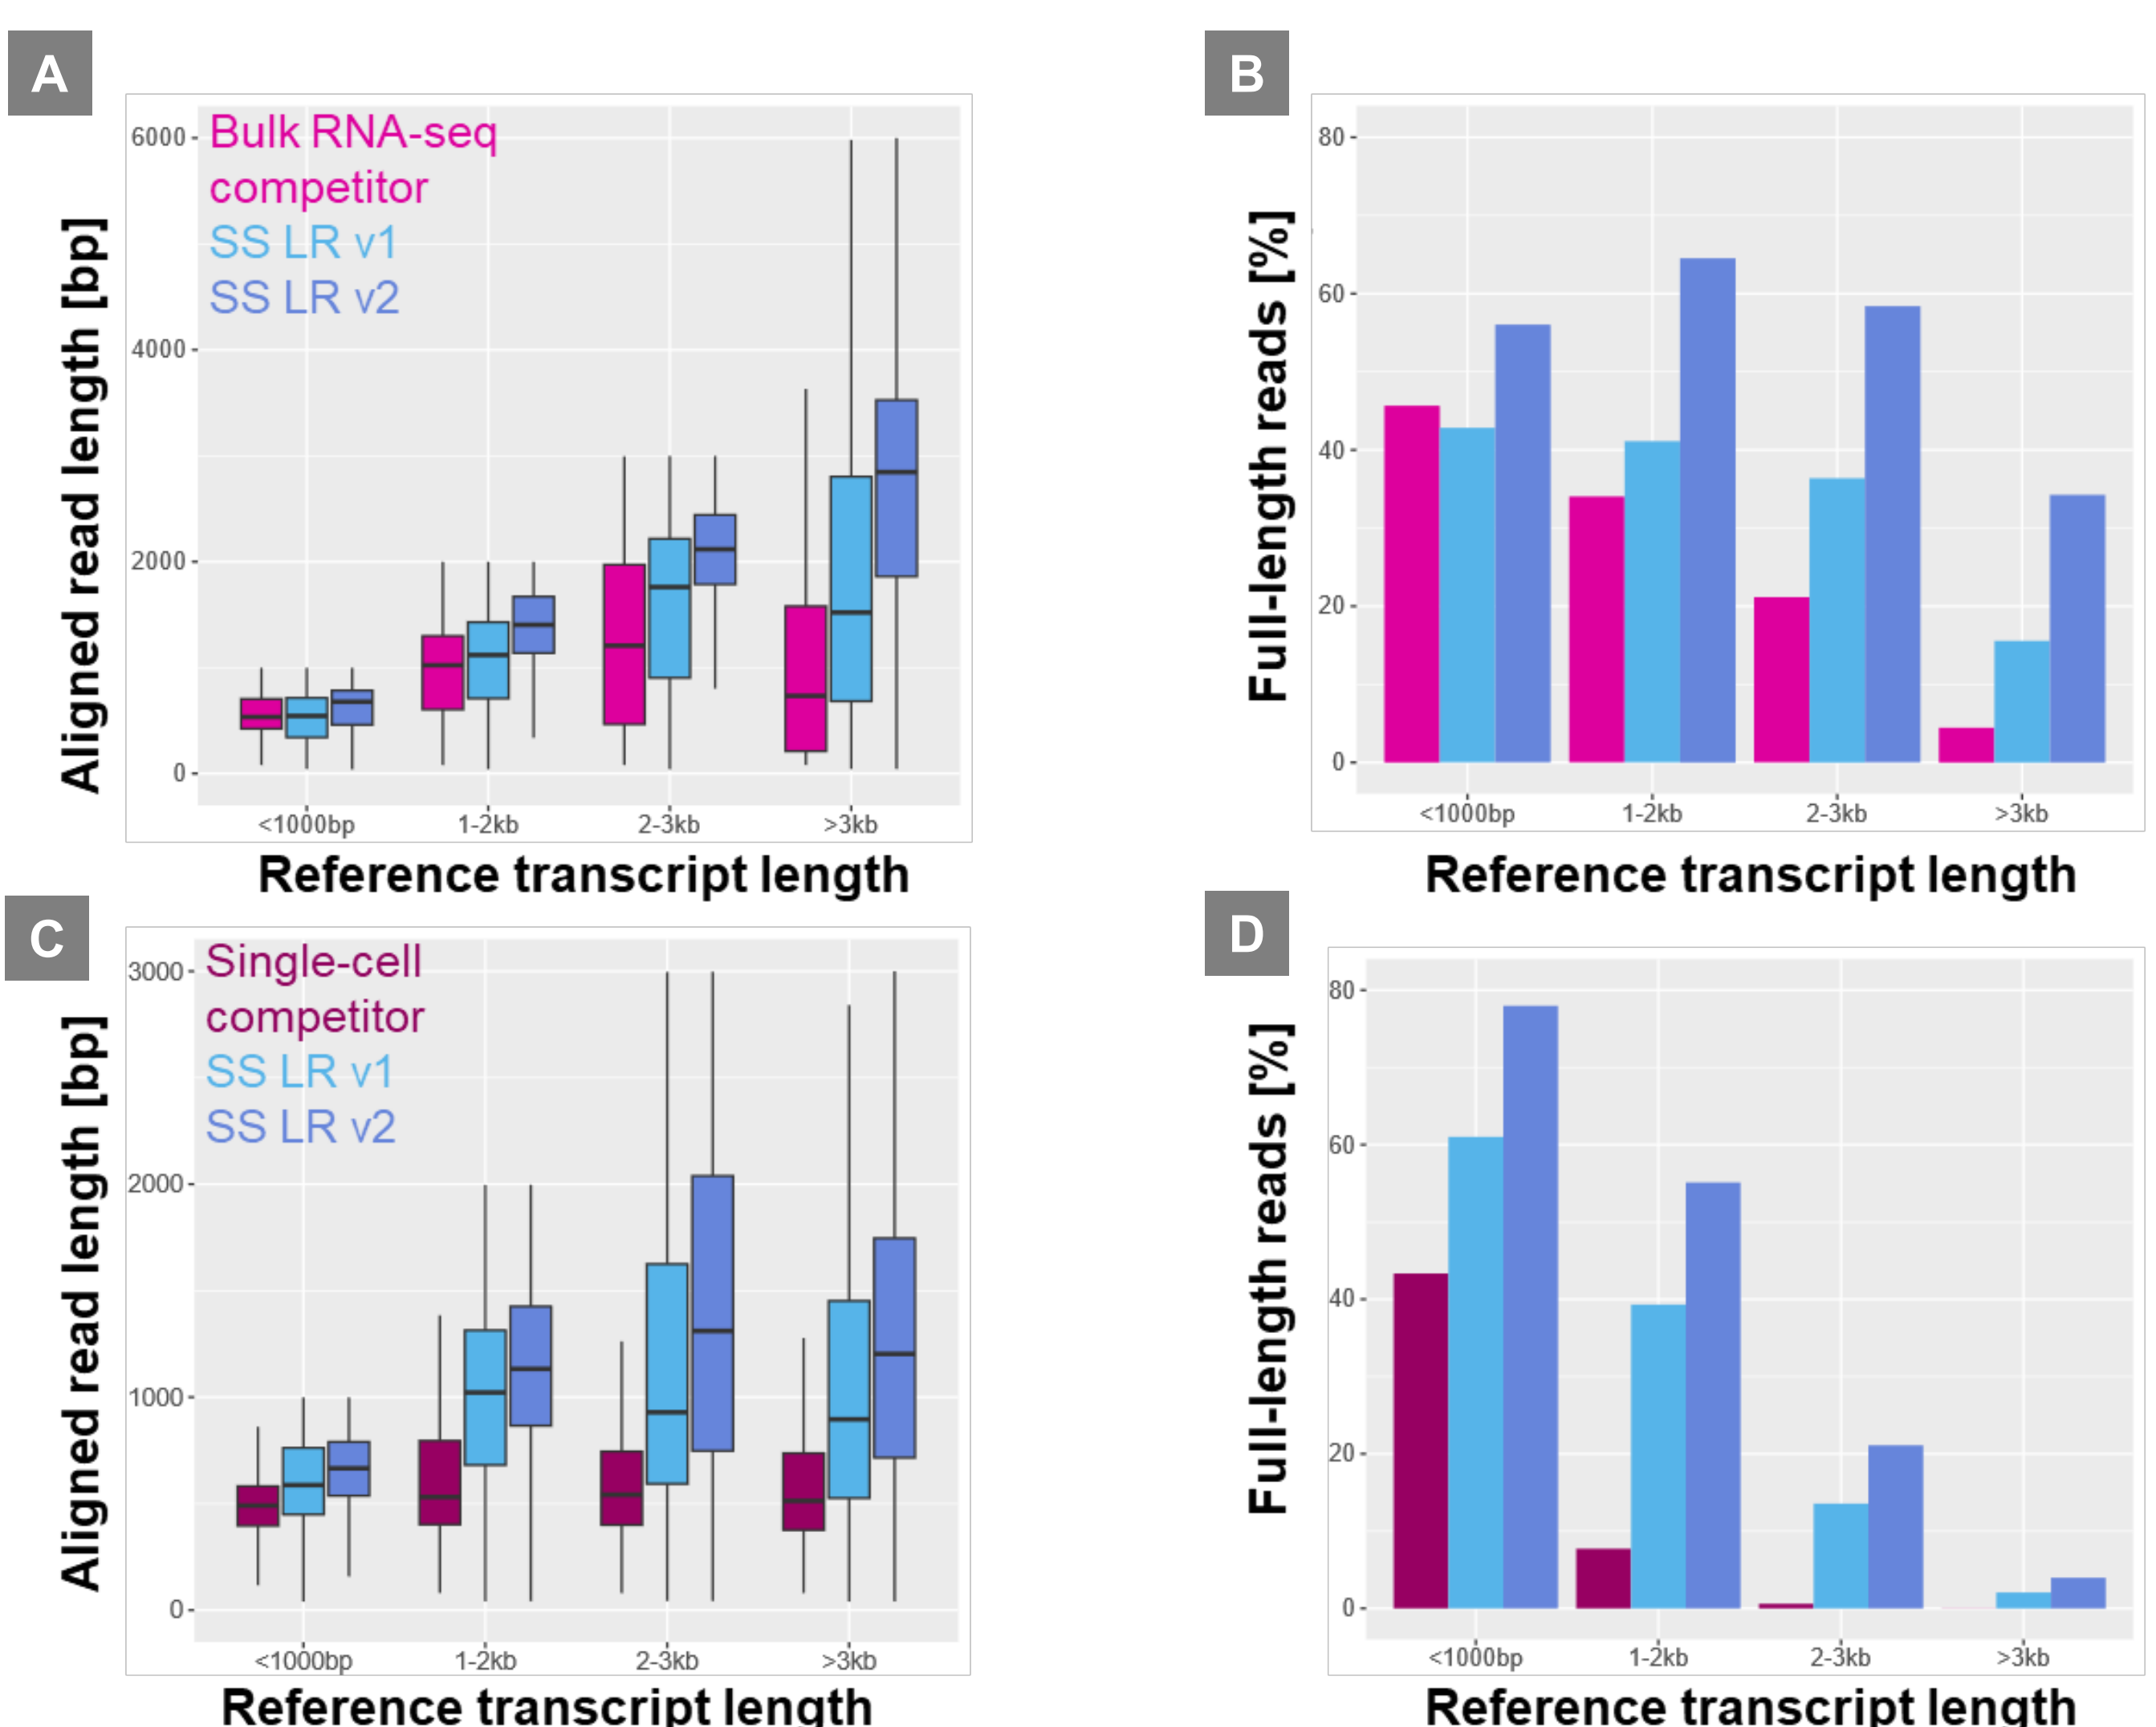 A
Aligned read length [bp]
6000
4000
2000
0
Bulk RNA-seq
competitor
SS LR v1
SS LR v2
<1000bp 1-2kb 2-3kb >3kb
Reference transcript length
B
Full-length reads [%]
80
60
40
20
0
<1000bp 1-2kb 2-3kb >3kb
Reference transcript length
C
Aligned read length [bp]
3000
2000
1000
0
Single-cell
competitor
SS LR v1
SS LR v2
<1000bp 1-2kb 2-3kb >3kb
Reference transcript length
D
Full-length reads [%]
80
60
40
20
0
<1000bp 1-2kb 2-3kb >3kb
Reference transcript length